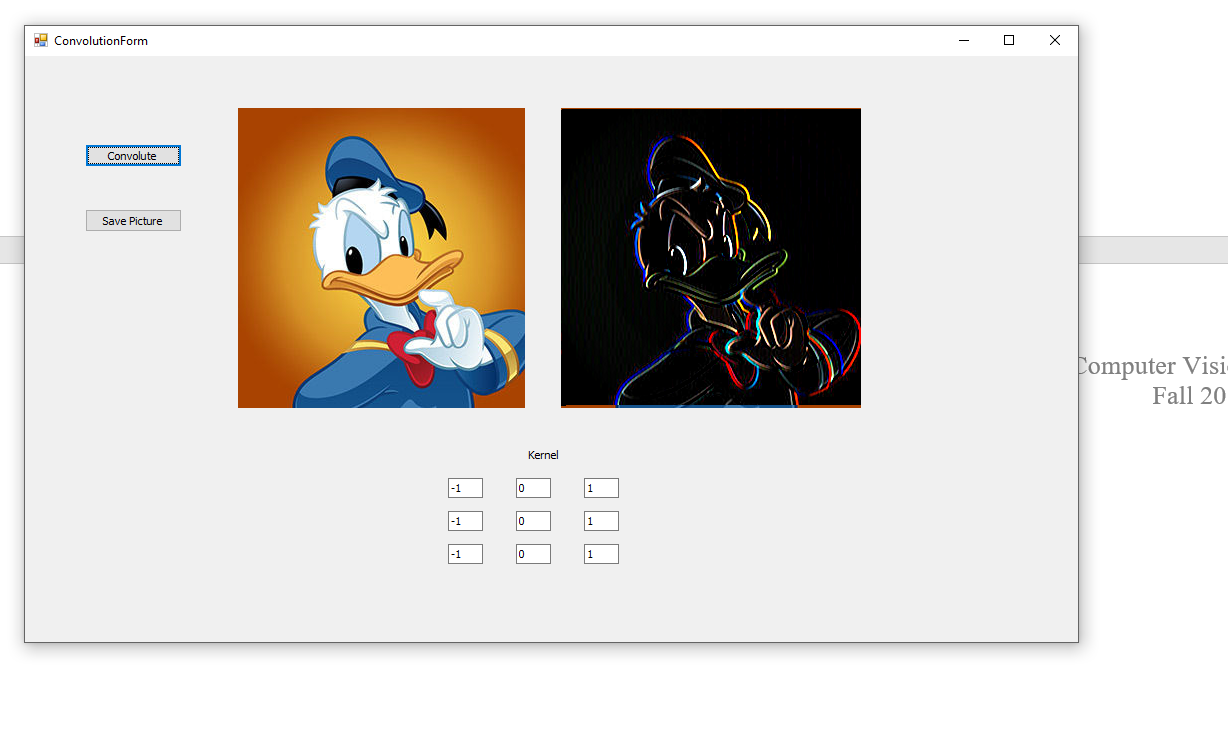 ConvolutionForm
Convolute
Save Picture
Computer Visi
Fall 20
Kernel
-1 0 1
-1 0 1
-1 0 1